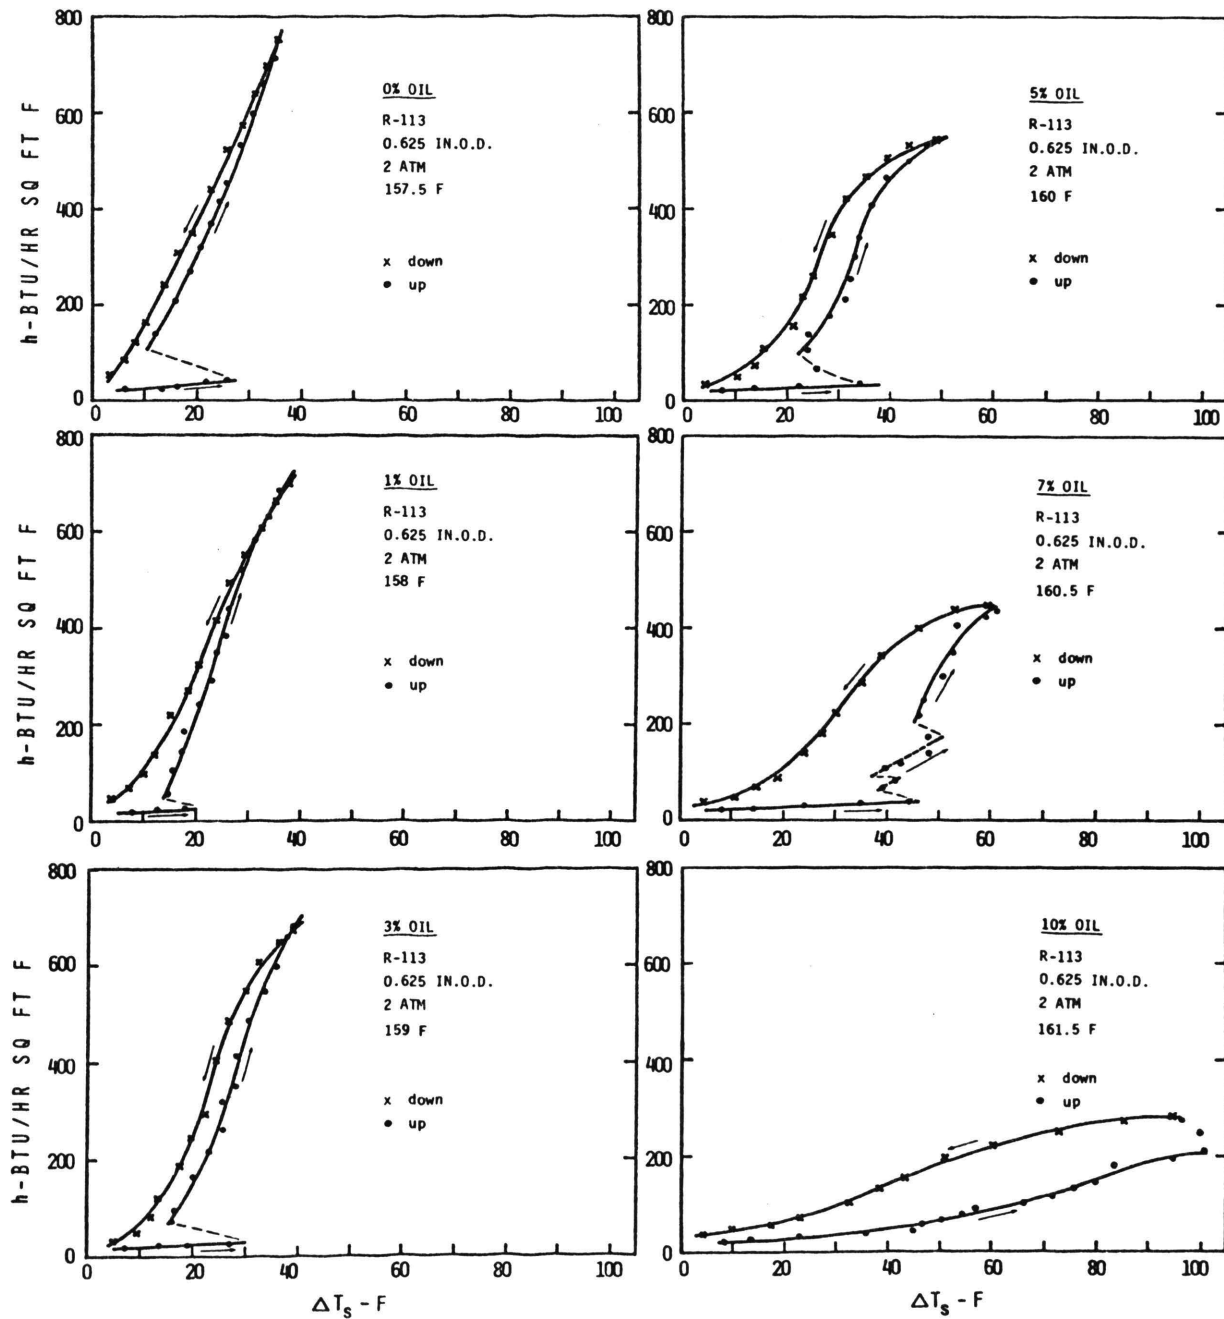 800
600
400
200
0
0 20 40 60 80 100
h-BTU/HR SQ FT F
0% OIL
R-113
0.625 IN.O.D.
2 ATM
157.5 F
x down
• up
800
600
400
200
0
0 20 40 60 80 100
5% OIL
R-113
0.625 IN.O.D.
2 ATM
160 F
x down
• up
800
600
400
200
0
0 20 40 60 80 100
h-BTU/HR SQ FT F
1% OIL
R-113
0.625 IN.O.D.
2 ATM
158 F
x down
• up
800
600
400
200
0
0 20 40 60 80 100
7% OIL
R-113
0.625 IN.O.D.
2 ATM
160.5 F
x down
• up
800
600
400
200
0
0 20 40 60 80 100
h-BTU/HR SQ FT F
3% OIL
R-113
0.625 IN.O.D.
2 ATM
159 F
x down
• up
ΔTs - F
800
600
400
200
0
0 20 40 60 80 100
10% OIL
R-113
0.625 IN.O.D.
2 ATM
161.5 F
x down
• up
ΔTs - F